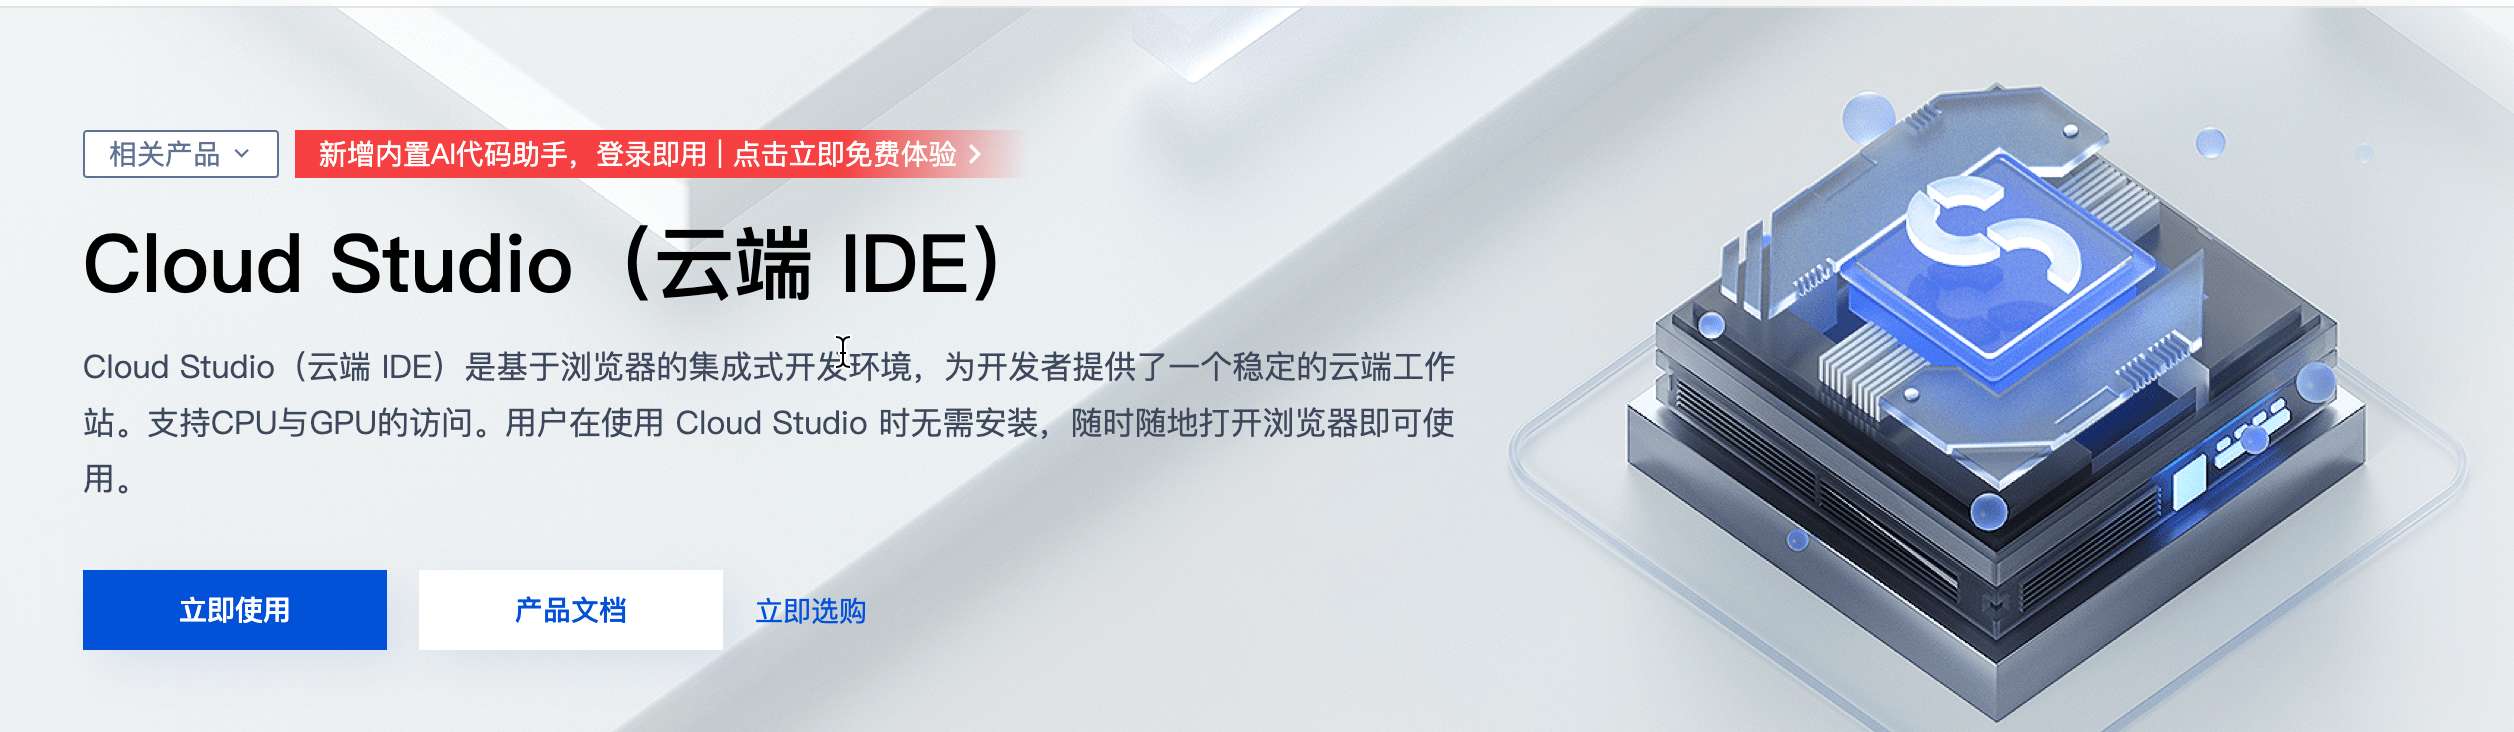 相关产品
新增内置AI代码助手，登录即用 | 点击立即免费体验
Cloud Studio（云端 IDE）
Cloud Studio（云端 IDE）是基于浏览器的集成式开发环境，为开发者提供了一个稳定的云端工作
站。支持CPU与GPU的访问。用户在使用 Cloud Studio 时无需安装，随时随地打开浏览器即可使
用。
立即使用
产品文档
立即选购